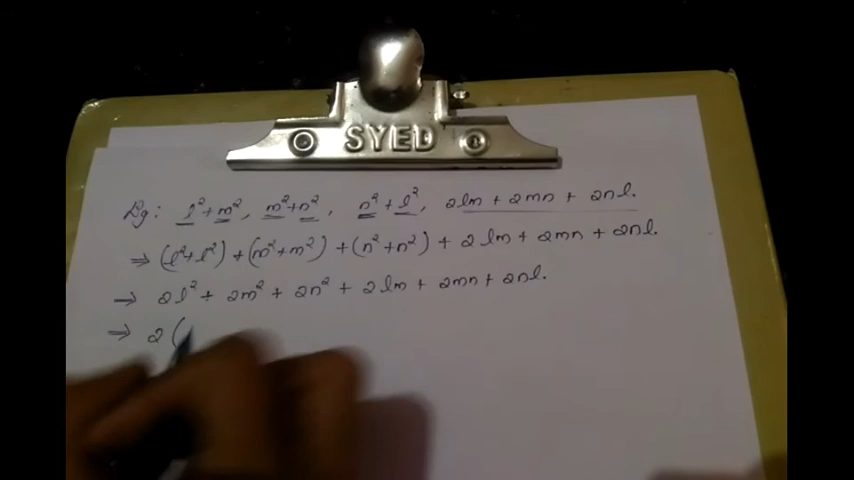 SYED
Eg: l²+m², m²+n², n²+l², 2lm + 2mn + 2nl.
⇒ (l²+l²) + (m²+m²) + (n²+n²) + 2lm + 2mn + 2nl.
→ 2l² + 2m² + 2n² + 2lm + 2mn + 2nl.
⇒ 2(